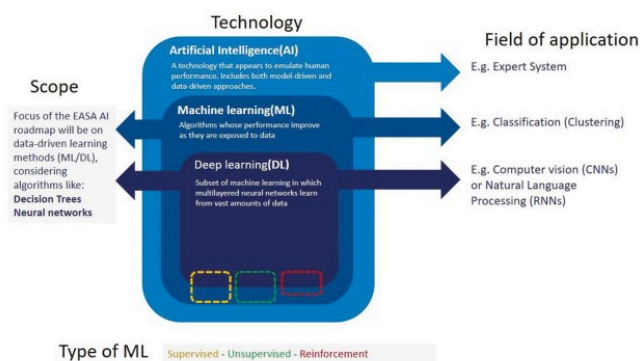 Technology
Artificial Intelligence(AI)
A technology that appears to emulate human
performance. Includes both model-driven and
data-driven approaches.
Machine learning(ML)
Algorithms whose performance improve
as they are exposed to data
Deep learning(DL)
Subset of machine learning in which
multilayered neural networks learn
from vast amounts of data
Scope
Focus of the EASA AI
roadmap will be on
data-driven learning
methods (ML/DL),
considering
algorithms like:
Decision Trees
Neural networks
Field of application
E.g. Expert System
E.g. Classification (Clustering)
E.g. Computer vision (CNNs)
or Natural Language
Processing (RNNs)
Type of ML
Supervised - Unsupervised - Reinforcement